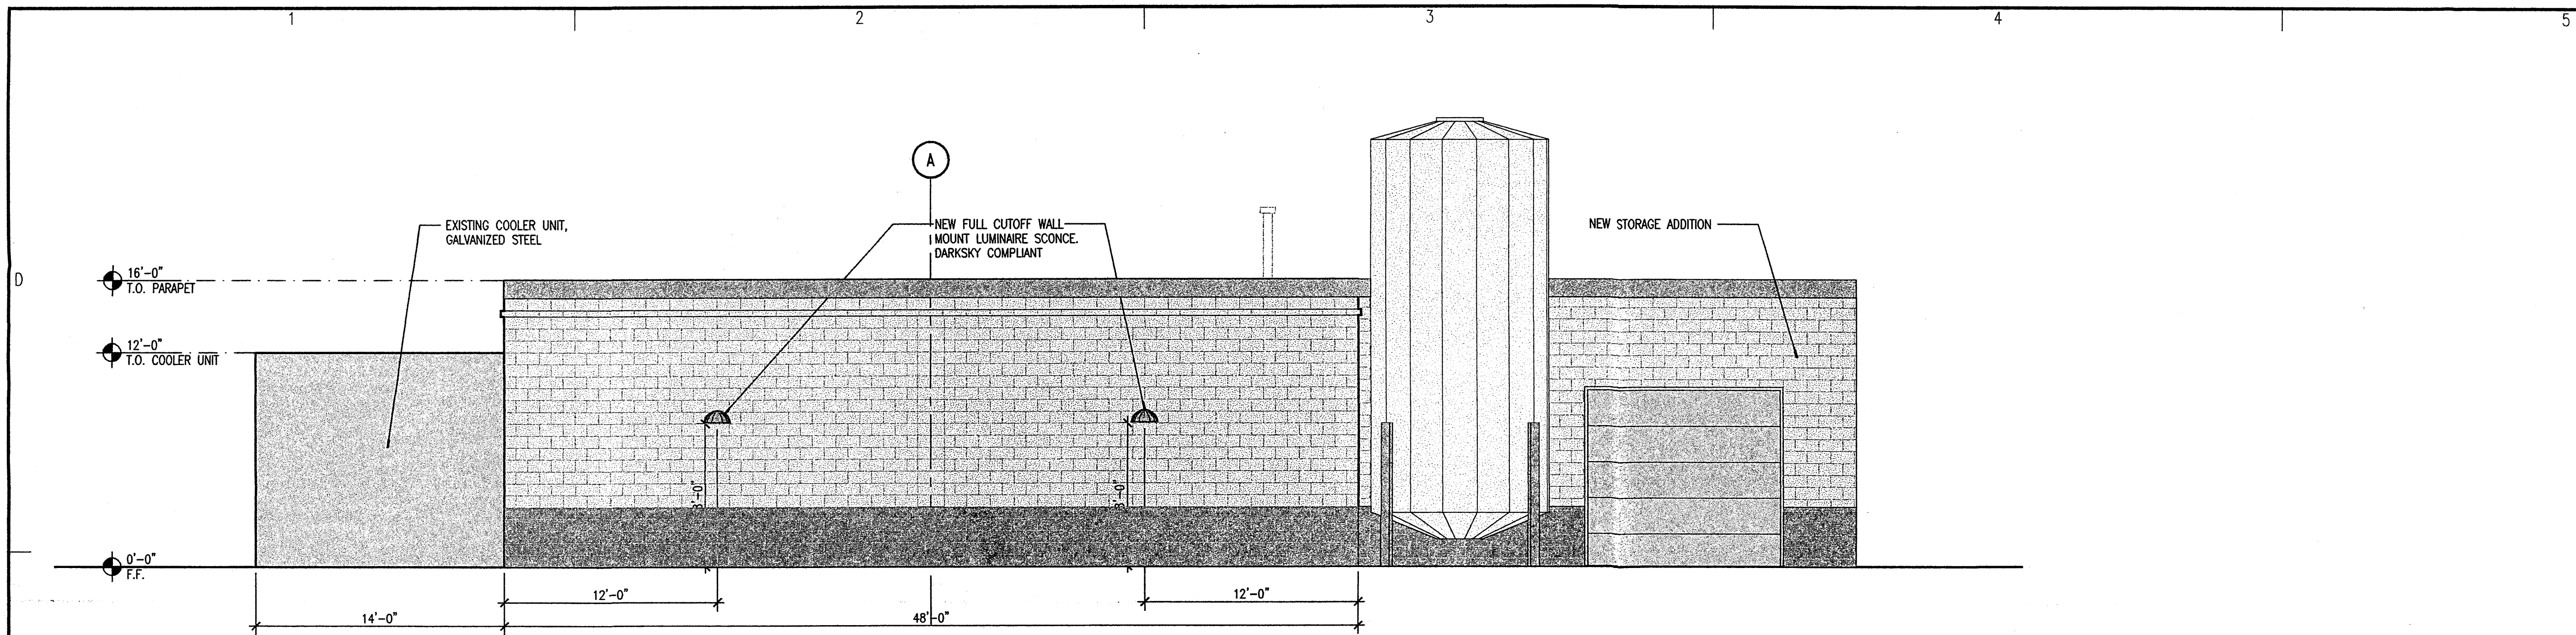 1
2
3
4
5
A
EXISTING COOLER UNIT,
GALVANIZED STEEL
NEW FULL CUTOFF WALL
MOUNT LUMINAIRE SCONCE.
DARKSKY COMPLIANT
NEW STORAGE ADDITION
D
16'-0"
T.O. PARAPET
12'-0"
T.O. COOLER UNIT
8'-0"
8'-0"
0'-0"
F.F.
12'-0"
12'-0"
14'-0"
48'-0"